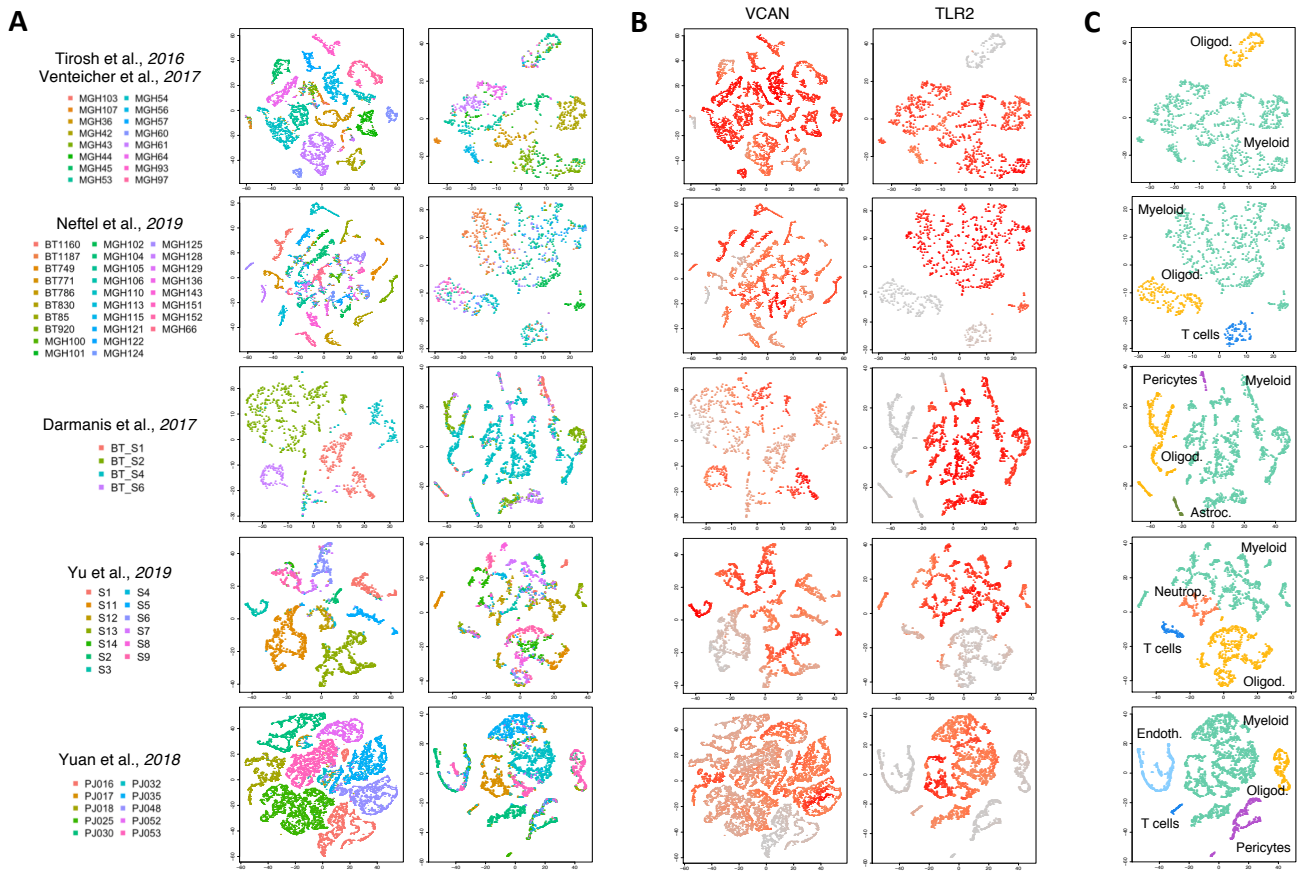 A
B
VCAN
TLR2
C
Tirosh et al., 2016
Venteicher et al., 2017
MGH103 MGH54
MGH107 MGH56
MGH36 MGH57
MGH42 MGH60
MGH43 MGH61
MGH44 MGH64
MGH45 MGH93
MGH53 MGH97
Oligod.
Myeloid
Neftel et al., 2019
BT1160 MGH102 MGH125
BT1187 MGH104 MGH128
BT749 MGH105 MGH129
BT771 MGH106 MGH136
BT786 MGH110 MGH143
BT830 MGH113 MGH151
BT85 MGH115 MGH152
BT920 MGH121 MGH66
MGH100 MGH122
MGH101 MGH124
Myeloid
Oligod.
T cells
Darmanis et al., 2017
BT_S1
BT_S2
BT_S4
BT_S6
Pericytes
Myeloid
Oligod.
Astroc.
Yu et al., 2019
S1 S4
S11 S5
S12 S6
S13 S7
S14 S8
S2 S9
S3
Myeloid
Neutrop.
T cells
Oligod.
Yuan et al., 2018
PJ016 PJ032
PJ017 PJ035
PJ018 PJ048
PJ025 PJ052
PJ030 PJ053
Myeloid
Endoth.
Oligod.
T cells
Pericytes